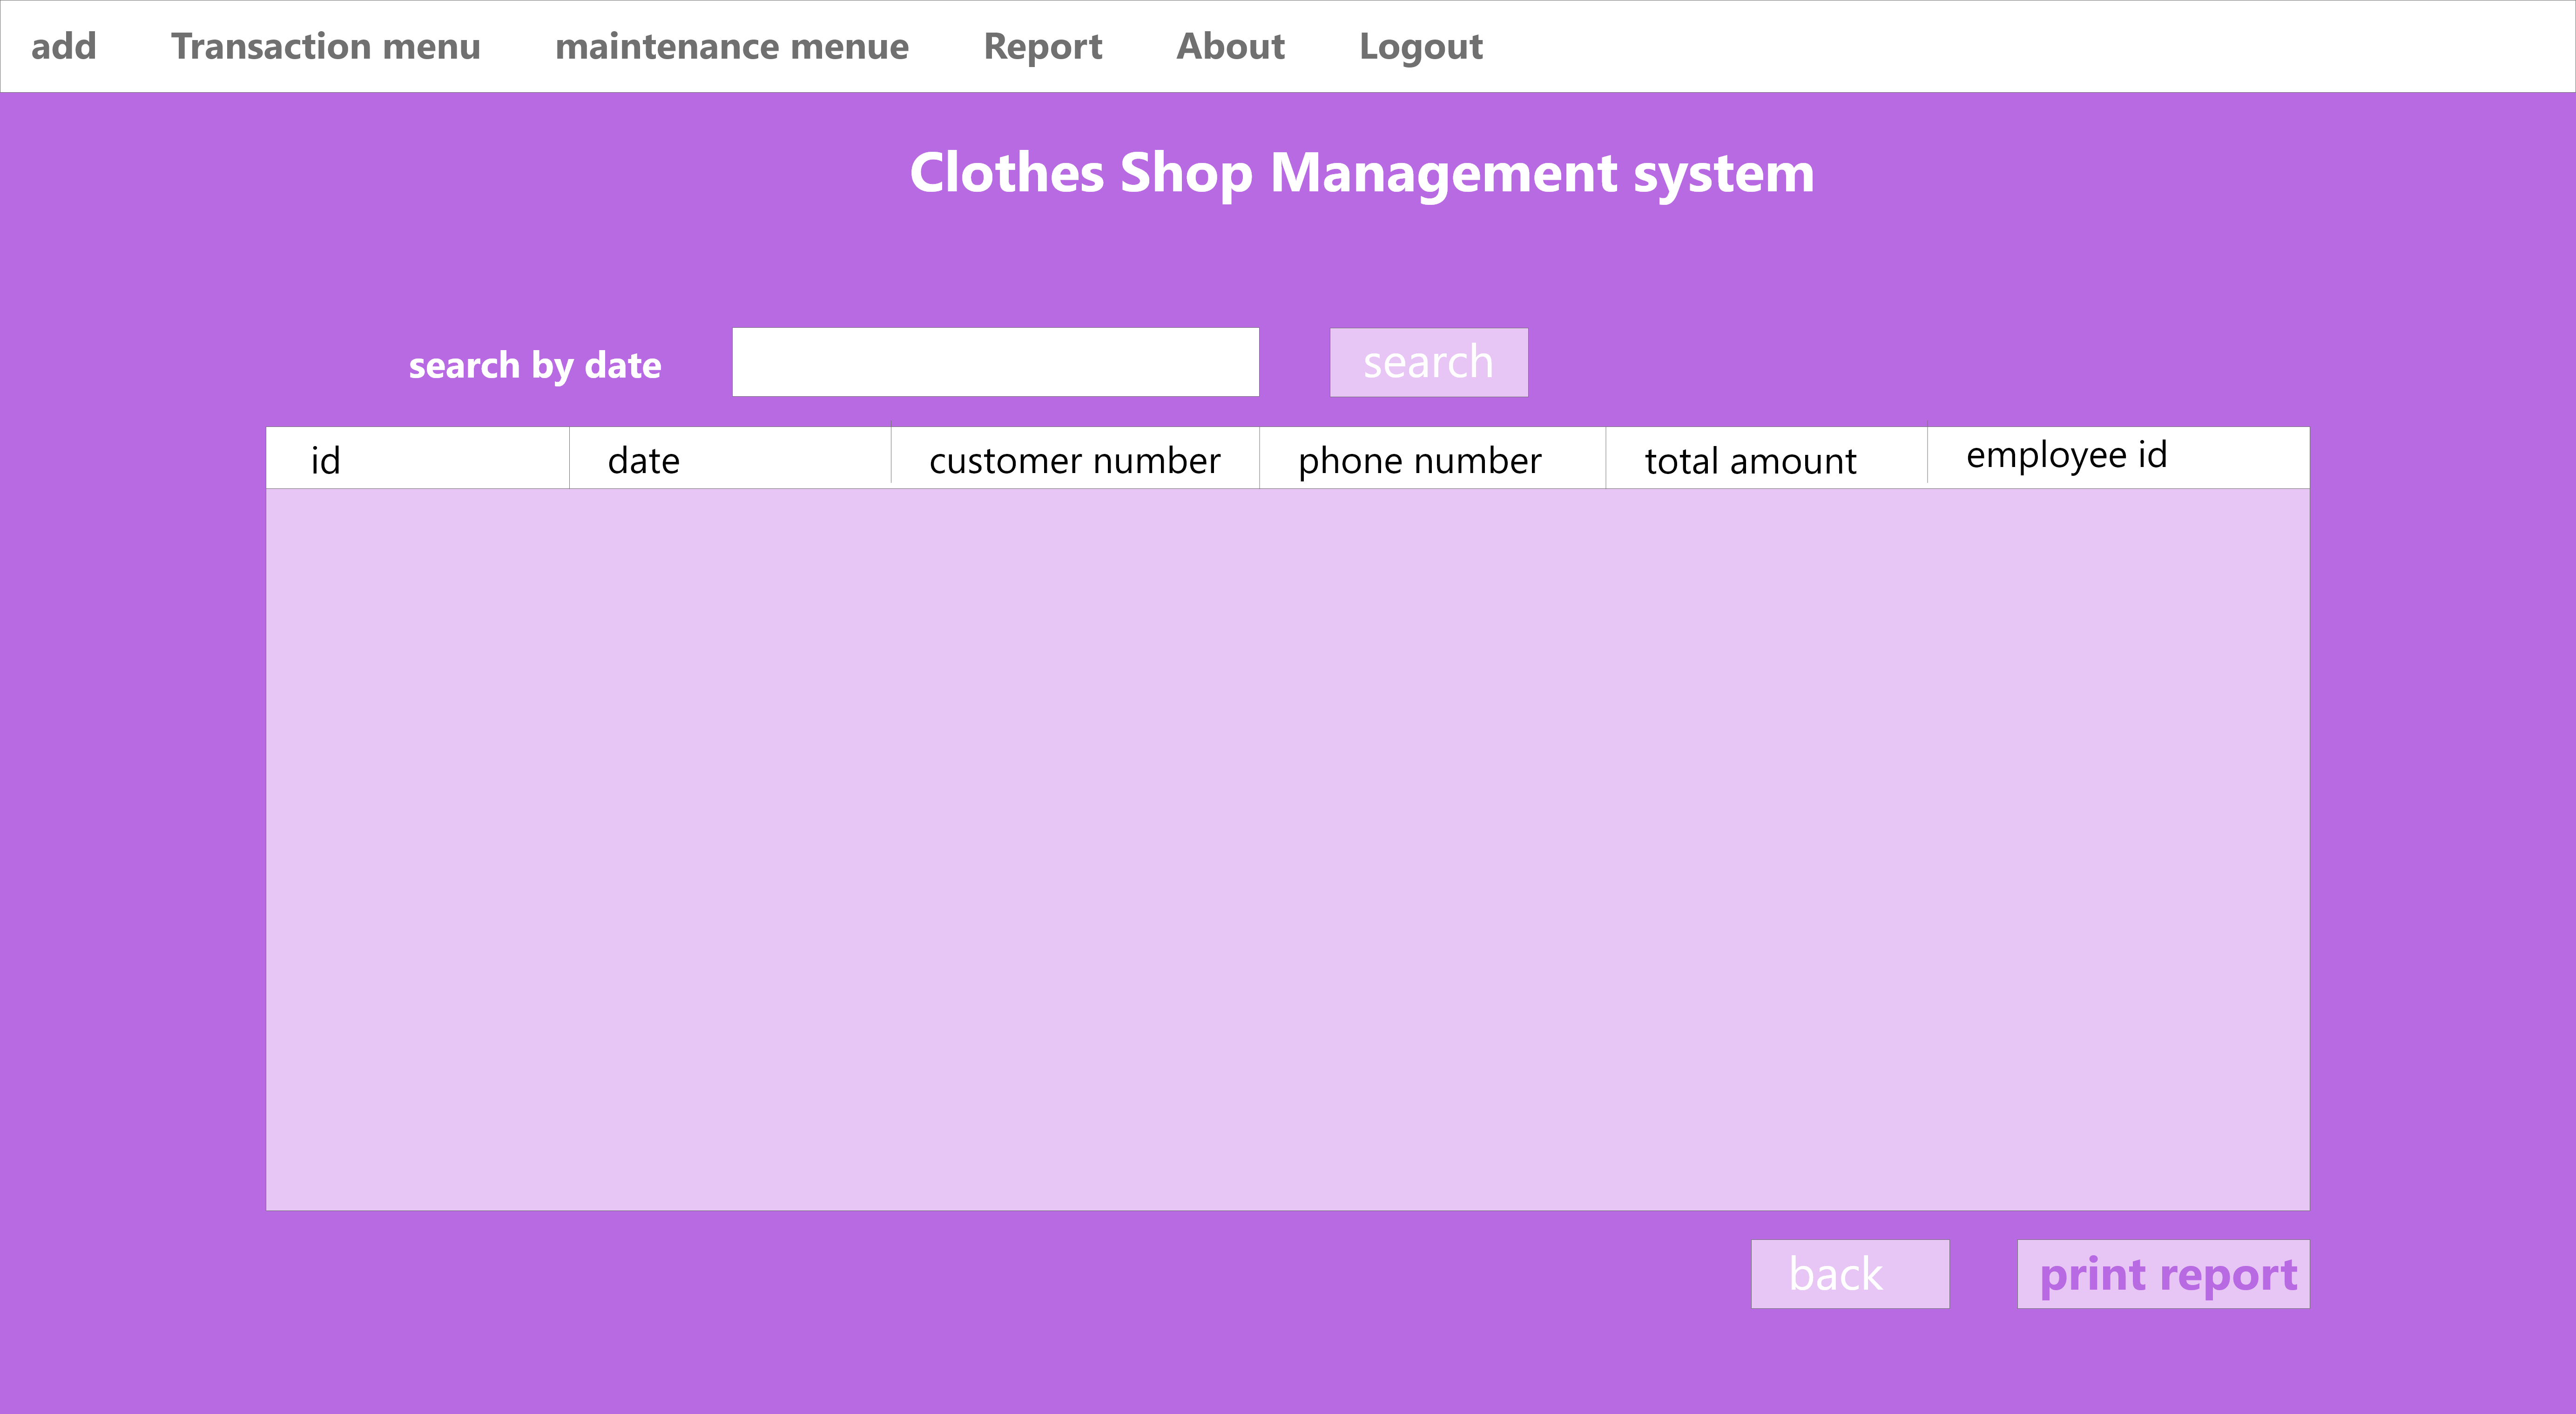 add Transaction menu maintenance menue Report About Logout
Clothes Shop Management system
search by date search
id date customer number phone number total amount employee id
back print report